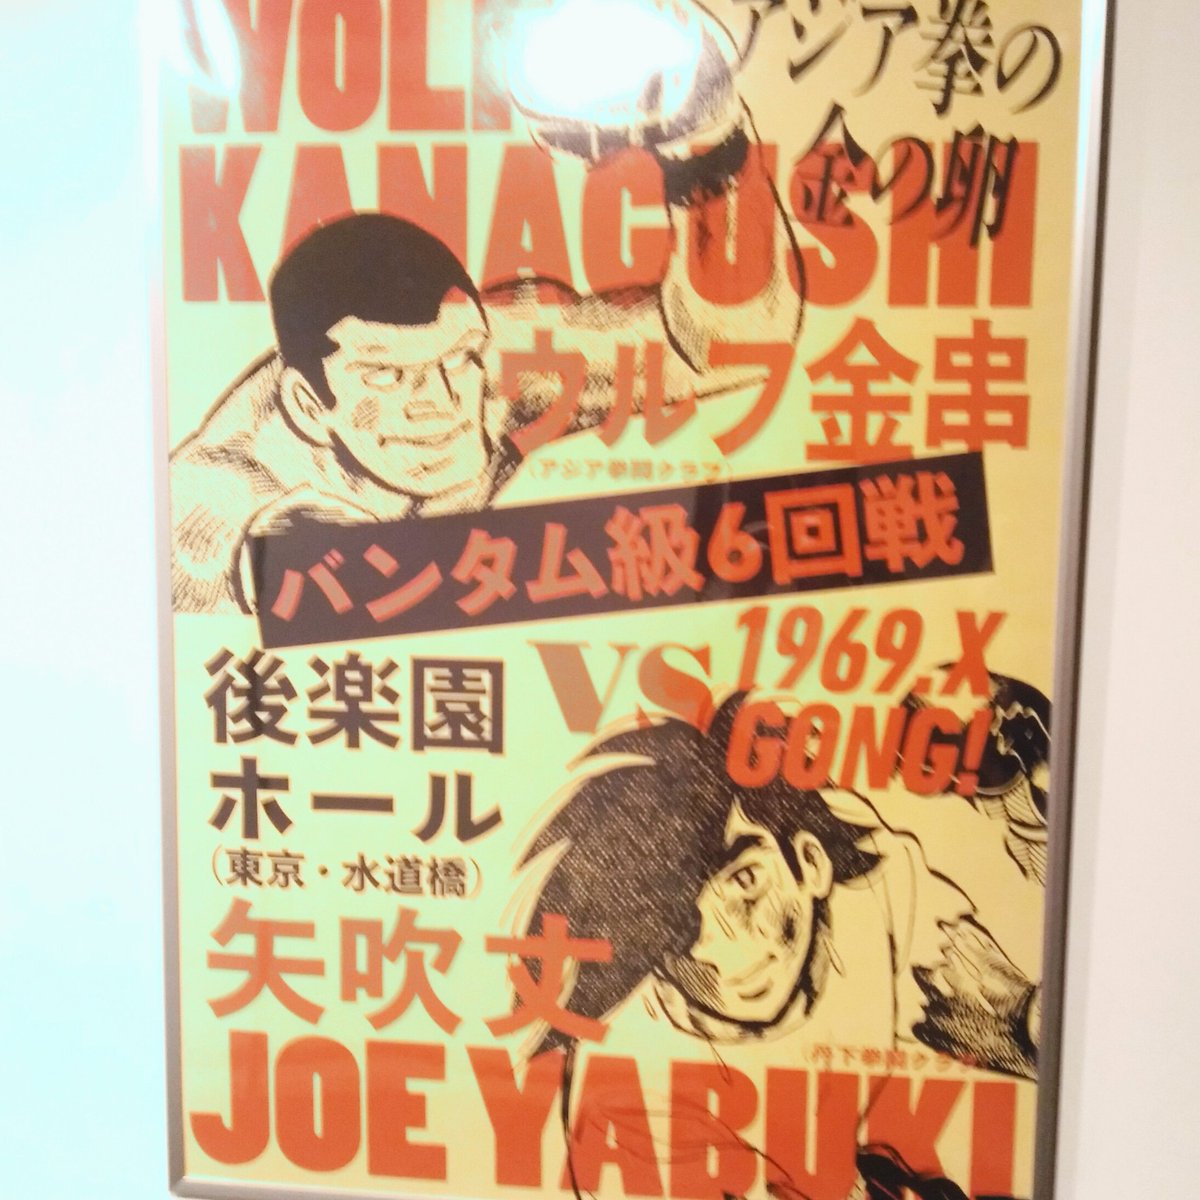 WOLF
アジア拳の
金の卵
KANAGUSHI
ウルフ金串
(アジア拳闘クラブ)
バンタム級6回戦
VS
1969.X
GONG!
後楽園
ホール
(東京・水道橋)
矢吹丈
(丹下拳闘クラブ)
JOE YABUKI